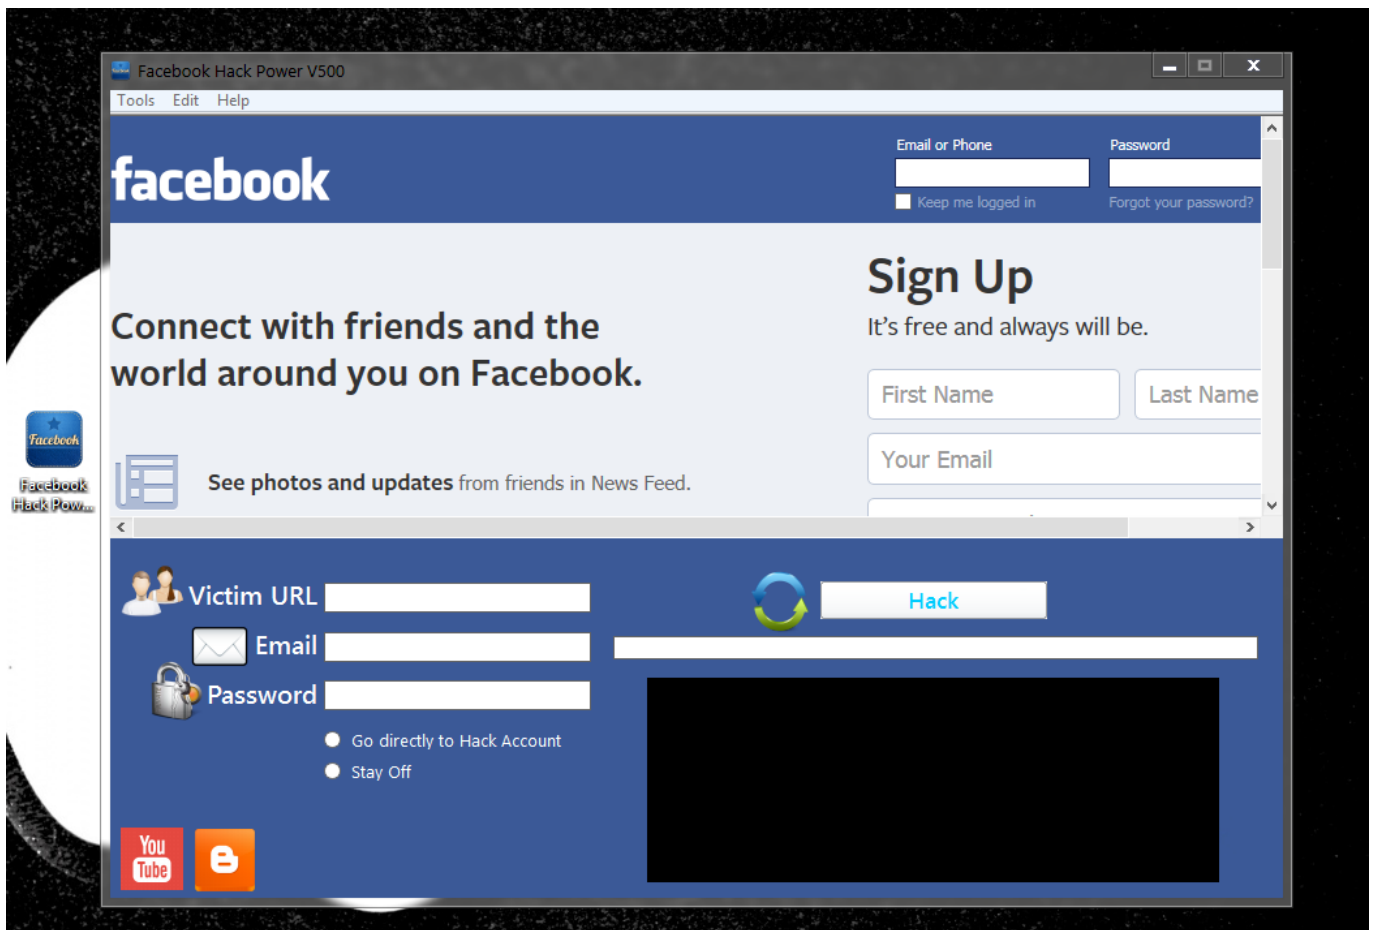 Facebook Hack Power V500
Tools Edit Help
facebook
Email or Phone
Password
Keep me logged in
Forgot your password?
Connect with friends and the
world around you on Facebook.
Sign Up
It's free and always will be.
First Name
Last Name
Your Email
See photos and updates from friends in News Feed.
Facebook
Facebook
Hack Pow...
Victim URL
Email
Password
Go directly to Hack Account
Stay Off
Hack
You
Tube